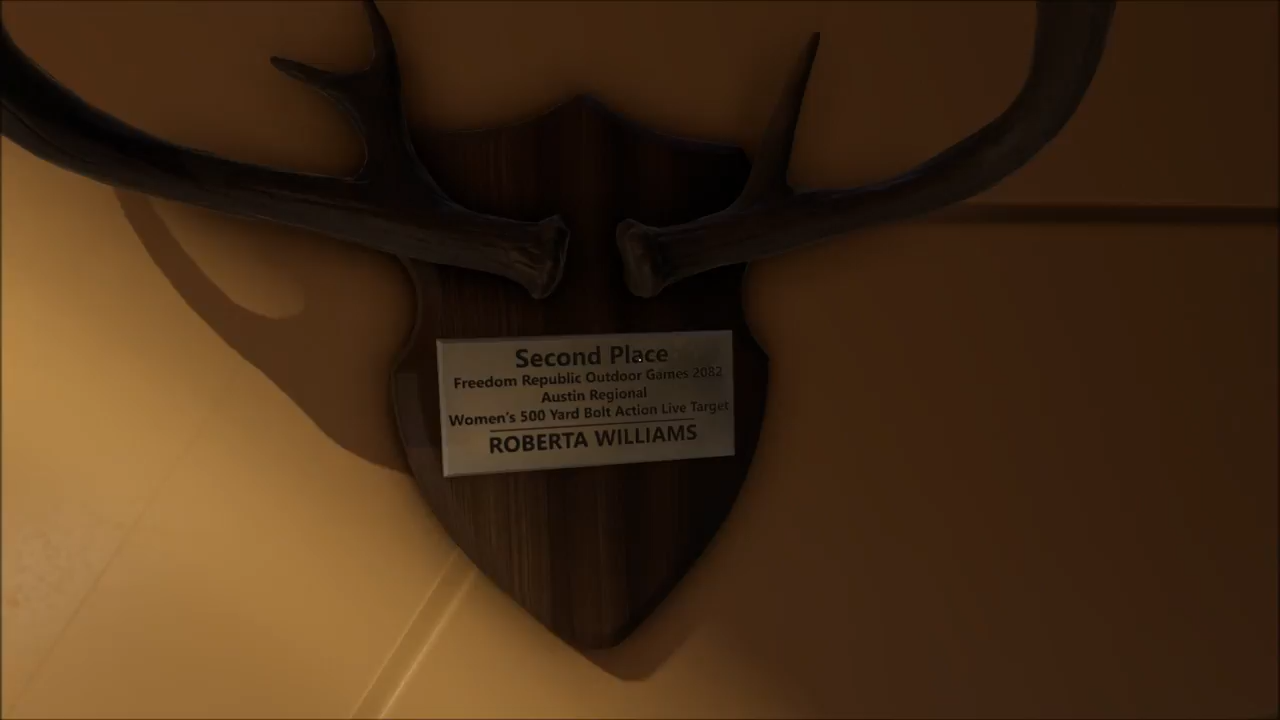 Second Place
Freedom Republic Outdoor Games 2082
Austin Regional
Women's 500 Yard Bolt Action Live Target
ROBERTA WILLIAMS